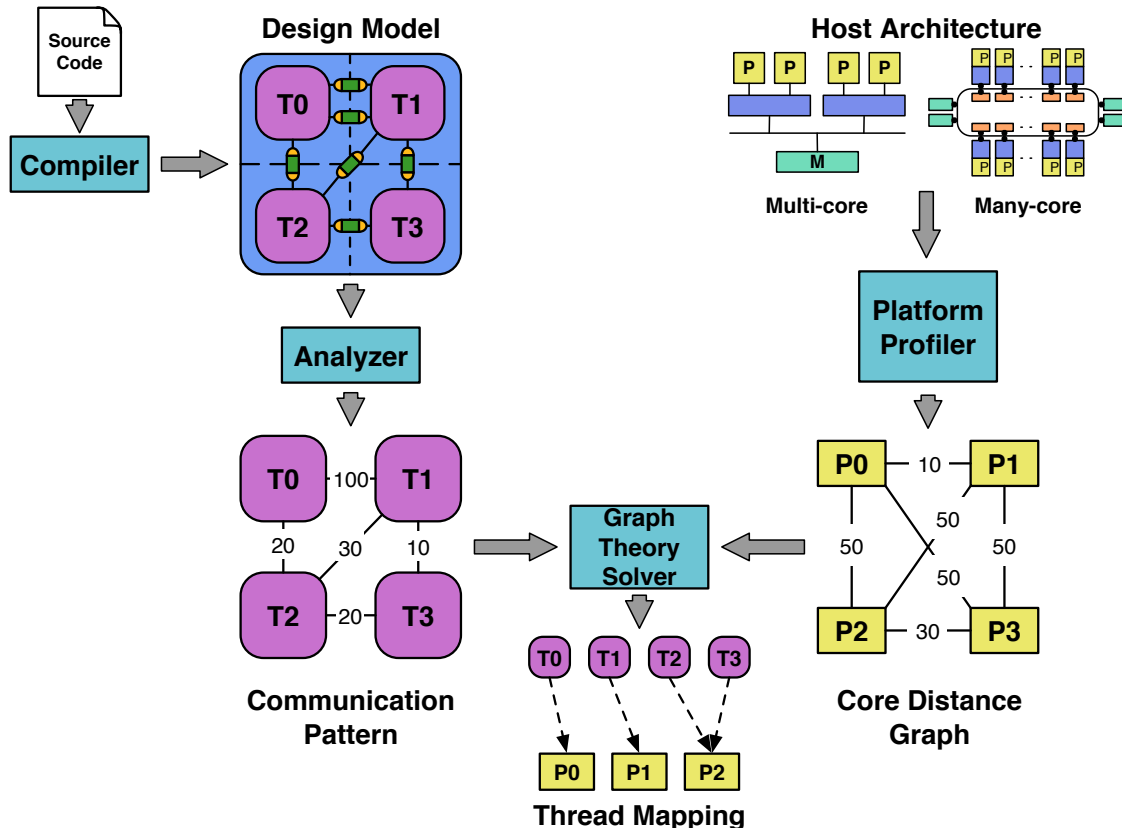 Source
Code
Compiler
Design Model
T0
T1
T2
T3
Analyzer
T0
100
T1
20
30
10
T2
20
T3
Communication
Pattern
Host Architecture
P P P P
M
Multi-core
P P P P
P P P P
Many-core
Platform
Profiler
P0
10
P1
50
50
50
50
P2
30
P3
Core Distance
Graph
Graph
Theory
Solver
T0 T1 T2 T3
P0 P1 P2
Thread Mapping